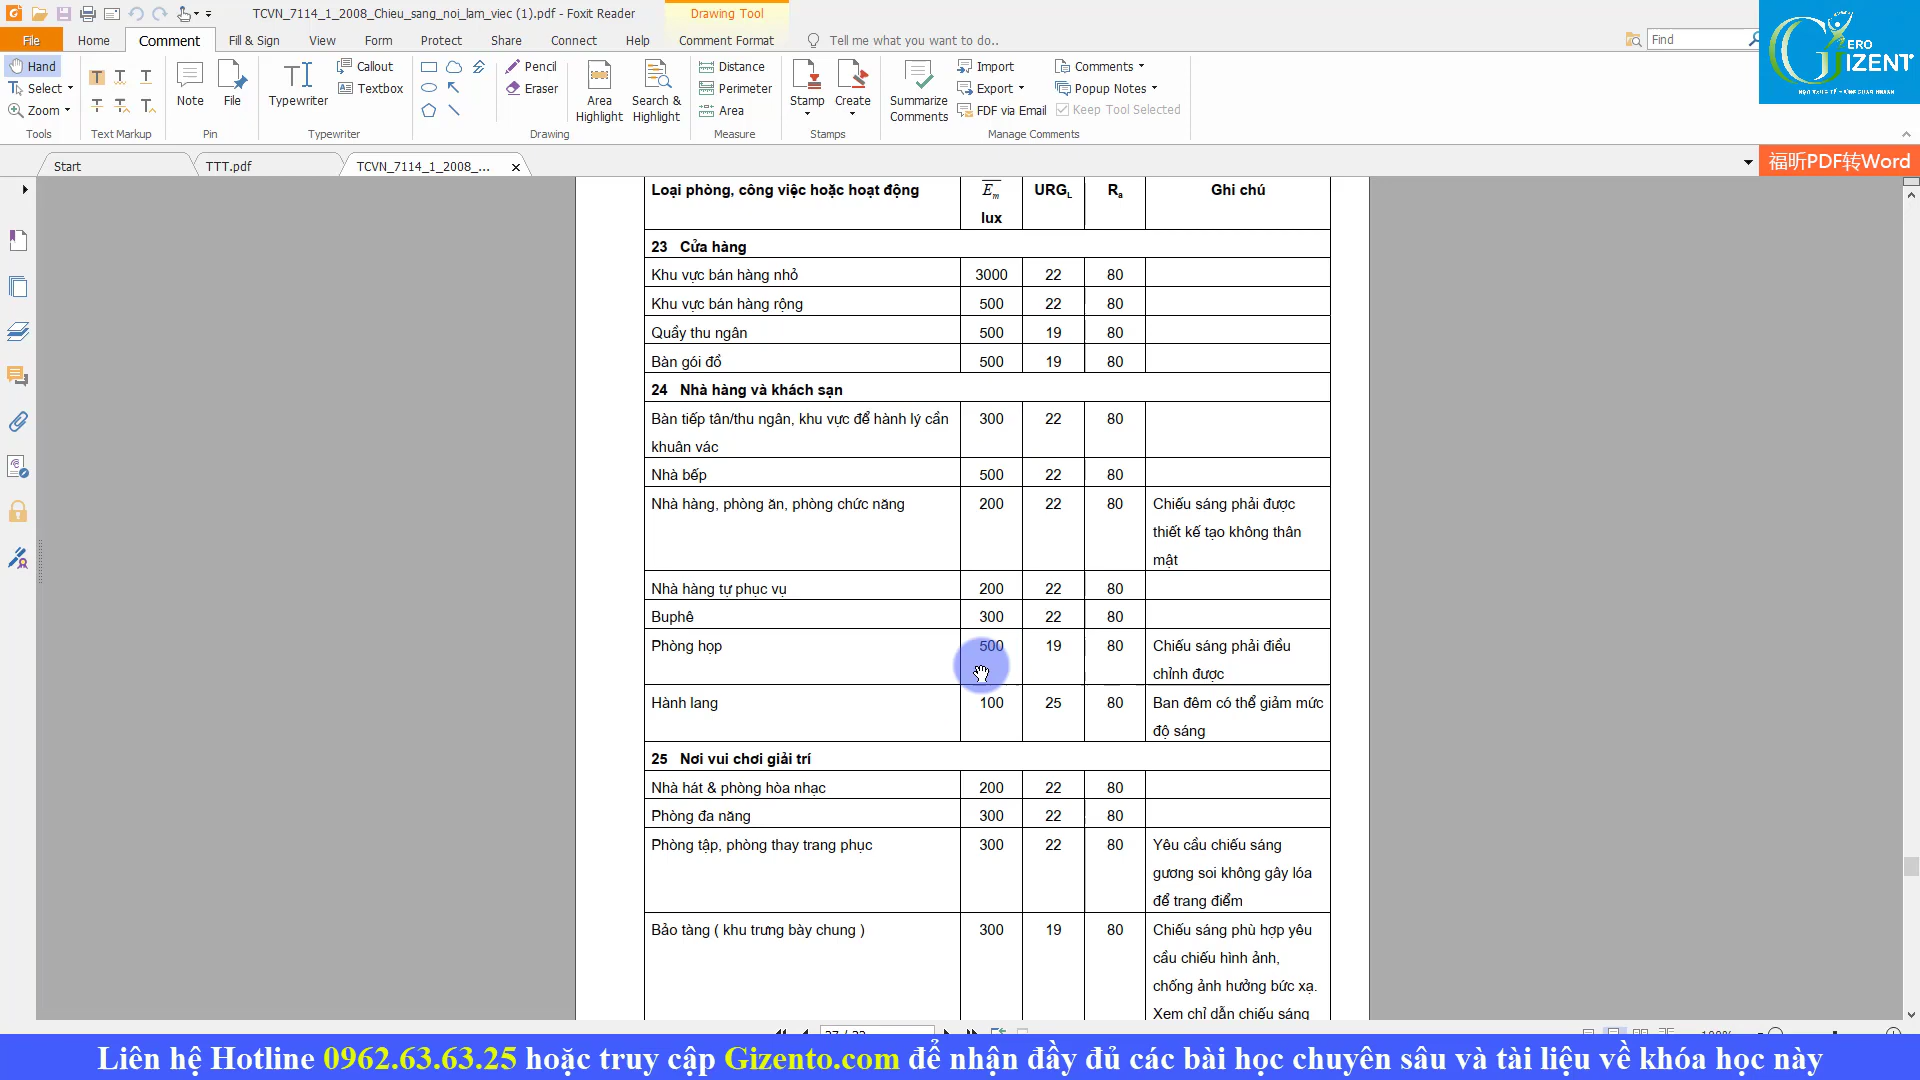 TCVN_7114_1_2008_Chieu_sang_noi_lam_viec (1).pdf - Foxit Reader
Drawing Tool
File Home Comment Fill & Sign View Form Protect Share Connect Help Comment Format Tell me what you want to do.. Find
Hand
Select
Zoom
Tools
Text Markup
Note File
Pin
Typewriter
Callout
Textbox
Typewriter
Pencil
Eraser
Area Highlight
Search & Highlight
Drawing
Distance
Perimeter
Area
Measure
Stamp Create
Stamps
Summarize Comments
Import
Export
FDF via Email
Comments
Popup Notes
Keep Tool Selected
Manage Comments
ERO
GIZENT
Start TTT.pdf TCVN_7114_1_2008_...
福昕PDF转Word
Loại phòng, công việc hoặc hoạt động Em lux URGL Ra Ghi chú
23 Cửa hàng
Khu vực bán hàng nhỏ 3000 22 80
Khu vực bán hàng rộng 500 22 80
Quầy thu ngân 500 19 80
Bàn gói đồ 500 19 80
24 Nhà hàng và khách sạn
Bàn tiếp tân/thu ngân, khu vực để hành lý cần 300 22 80
khuân vác
Nhà bếp 500 22 80
Nhà hàng, phòng ăn, phòng chức năng 200 22 80 Chiếu sáng phải được
thiết kế tạo không thân
mật
Nhà hàng tự phục vụ 200 22 80
Buphê 300 22 80
Phòng họp 500 19 80 Chiếu sáng phải điều
chỉnh được
Hành lang 100 25 80 Ban đêm có thể giảm mức
độ sáng
25 Nơi vui chơi giải trí
Nhà hát & phòng hòa nhạc 200 22 80
Phòng đa năng 300 22 80
Phòng tập, phòng thay trang phục 300 22 80 Yêu cầu chiếu sáng
gương soi không gây lóa
để trang điểm
Bảo tàng ( khu trưng bày chung ) 300 19 80 Chiếu sáng phù hợp yêu
cầu chiếu hình ảnh,
chống ảnh hưởng bức xạ.
Xem chỉ dẫn chiếu sáng
Liên hệ Hotline 0962.63.63.25 hoặc truy cập Gizento.com để nhận đầy đủ các bài học chuyên sâu và tài liệu về khóa học này